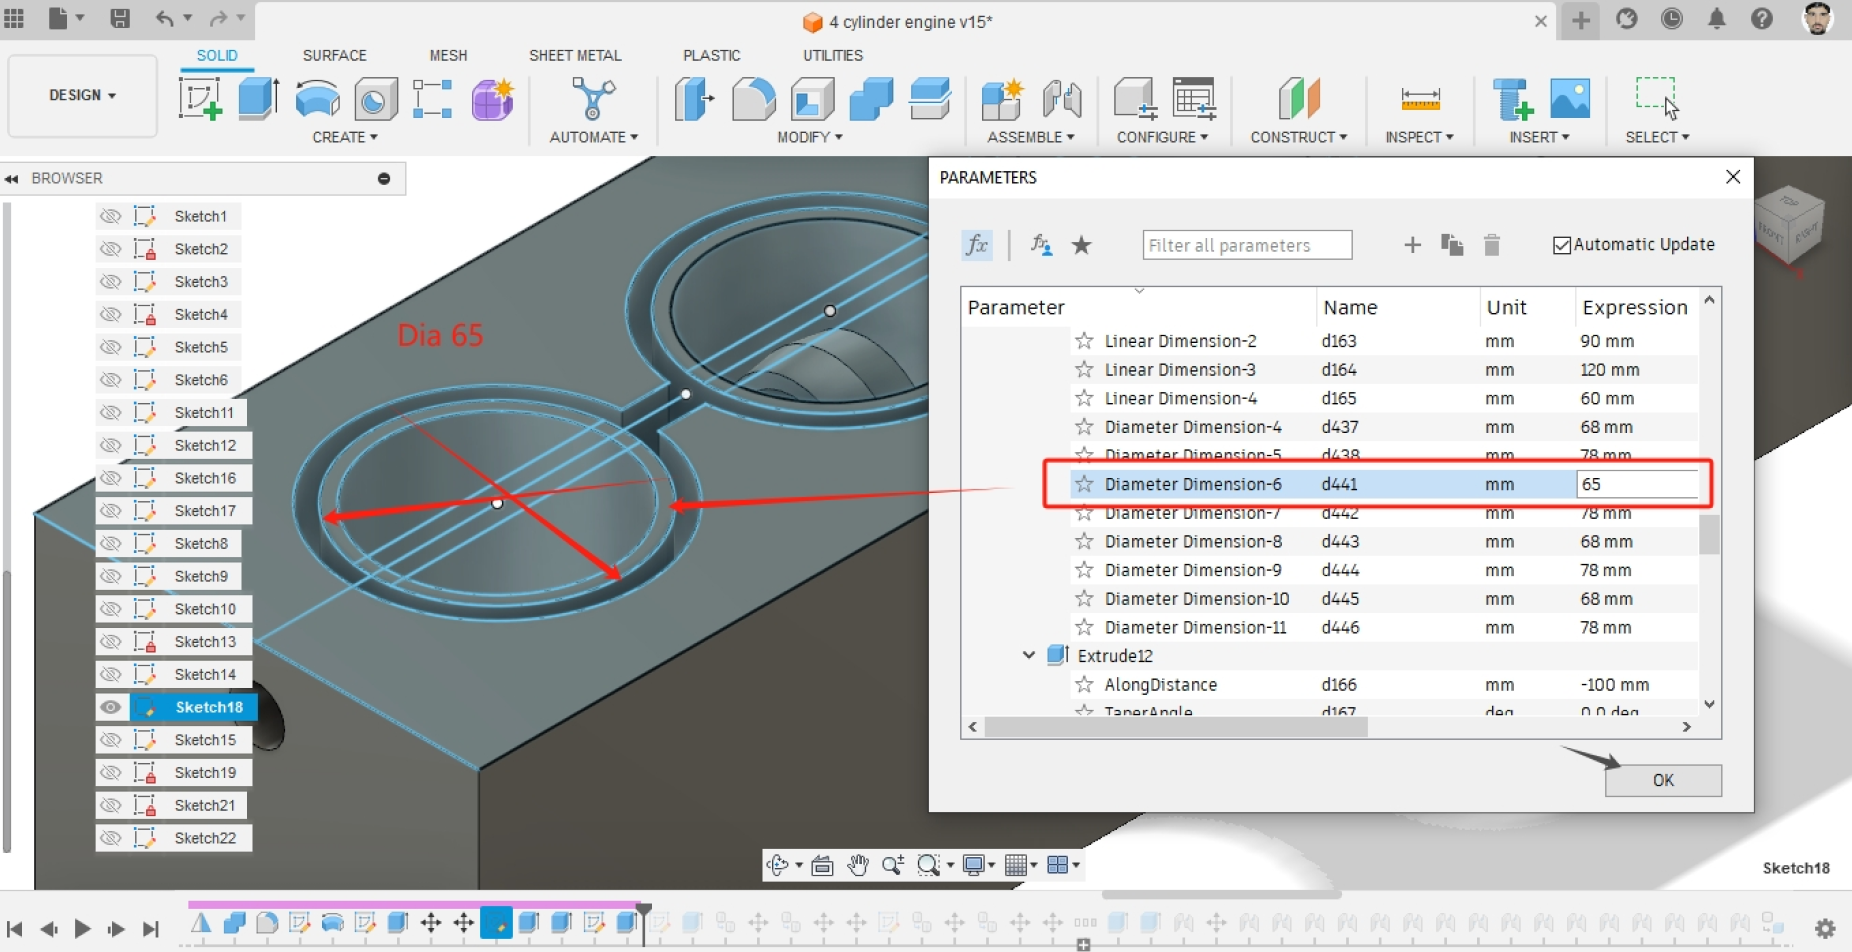 4 cylinder engine v15*
SOLID SURFACE MESH SHEET METAL PLASTIC UTILITIES
DESIGN
CREATE AUTOMATE MODIFY ASSEMBLE CONFIGURE CONSTRUCT INSPECT INSERT SELECT
BROWSER
Sketch1
Sketch2
Sketch3
Sketch4
Sketch5
Sketch6
Sketch11
Sketch12
Sketch16
Sketch17
Sketch8
Sketch9
Sketch10
Sketch13
Sketch14
Sketch18
Sketch15
Sketch19
Sketch21
Sketch22
Dia 65
PARAMETERS
fx fx Filter all parameters Automatic Update
Parameter Name Unit Expression
Linear Dimension-2 d163 mm 90 mm
Linear Dimension-3 d164 mm 120 mm
Linear Dimension-4 d165 mm 60 mm
Diameter Dimension-4 d437 mm 68 mm
Diameter Dimension-5 d438 mm 78 mm
Diameter Dimension-6 d441 mm 65
Diameter Dimension-7 d442 mm 78 mm
Diameter Dimension-8 d443 mm 68 mm
Diameter Dimension-9 d444 mm 78 mm
Diameter Dimension-10 d445 mm 68 mm
Diameter Dimension-11 d446 mm 78 mm
Extrude12
AlongDistance d166 mm -100 mm
TaperAngle d167 deg 0.0 deg
OK
TOP
FRONT RIGHT
Sketch18